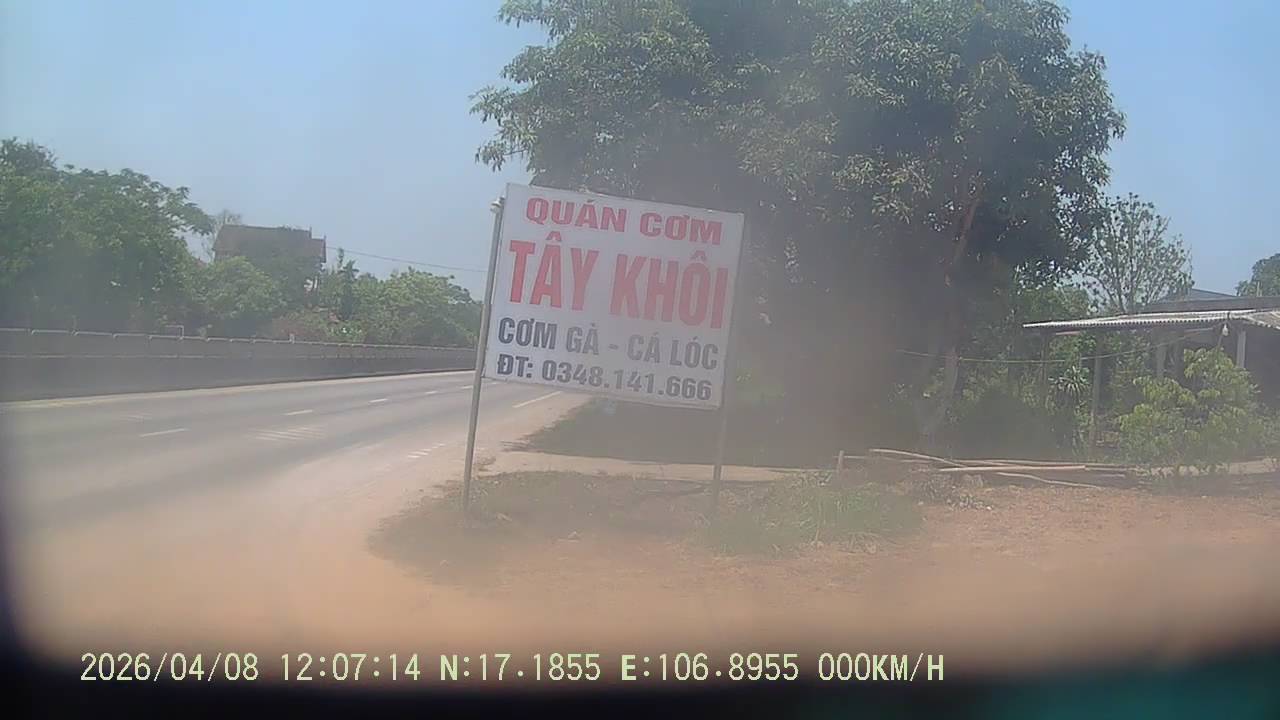 QUÁN CƠM
TÂY KHÔI
CƠM GÀ - CÁ LÓC
ĐT: 0348.141.666
2026/04/08 12:07:14 N:17.1855 E:106.8955 000KM/H